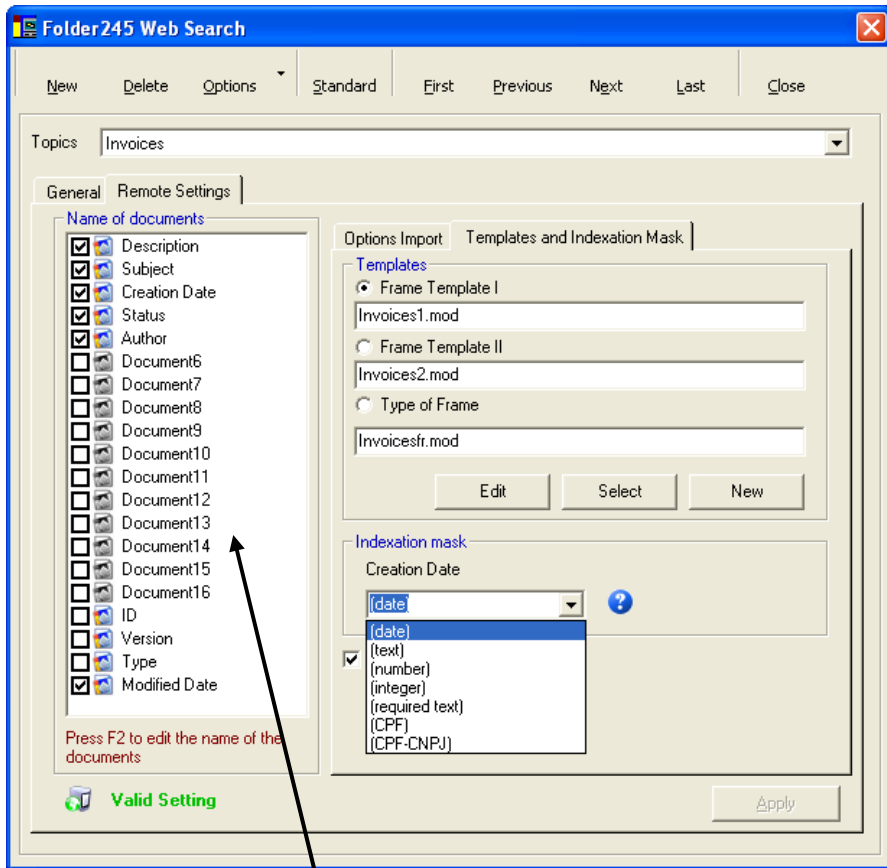 Folder245 Web Search
New Delete Options Standard First Previous Next Last Close
Topics Invoices
General Remote Settings
Name of documents
Description
Subject
Creation Date
Status
Author
Document6
Document7
Document8
Document9
Document10
Document11
Document12
Document13
Document14
Document15
Document16
ID
Version
Type
Modified Date
Press F2 to edit the name of the
documents
Options Import Templates and Indexation Mask
Templates
Frame Template I
Invoices1.mod
Frame Template II
Invoices2.mod
Type of Frame
Invoicesfr.mod
Edit Select New
Indexation mask
Creation Date
(date)
(date)
(text)
(number)
(integer)
(required text)
(CPF)
(CPF-CNPJ)
Valid Setting
Apply